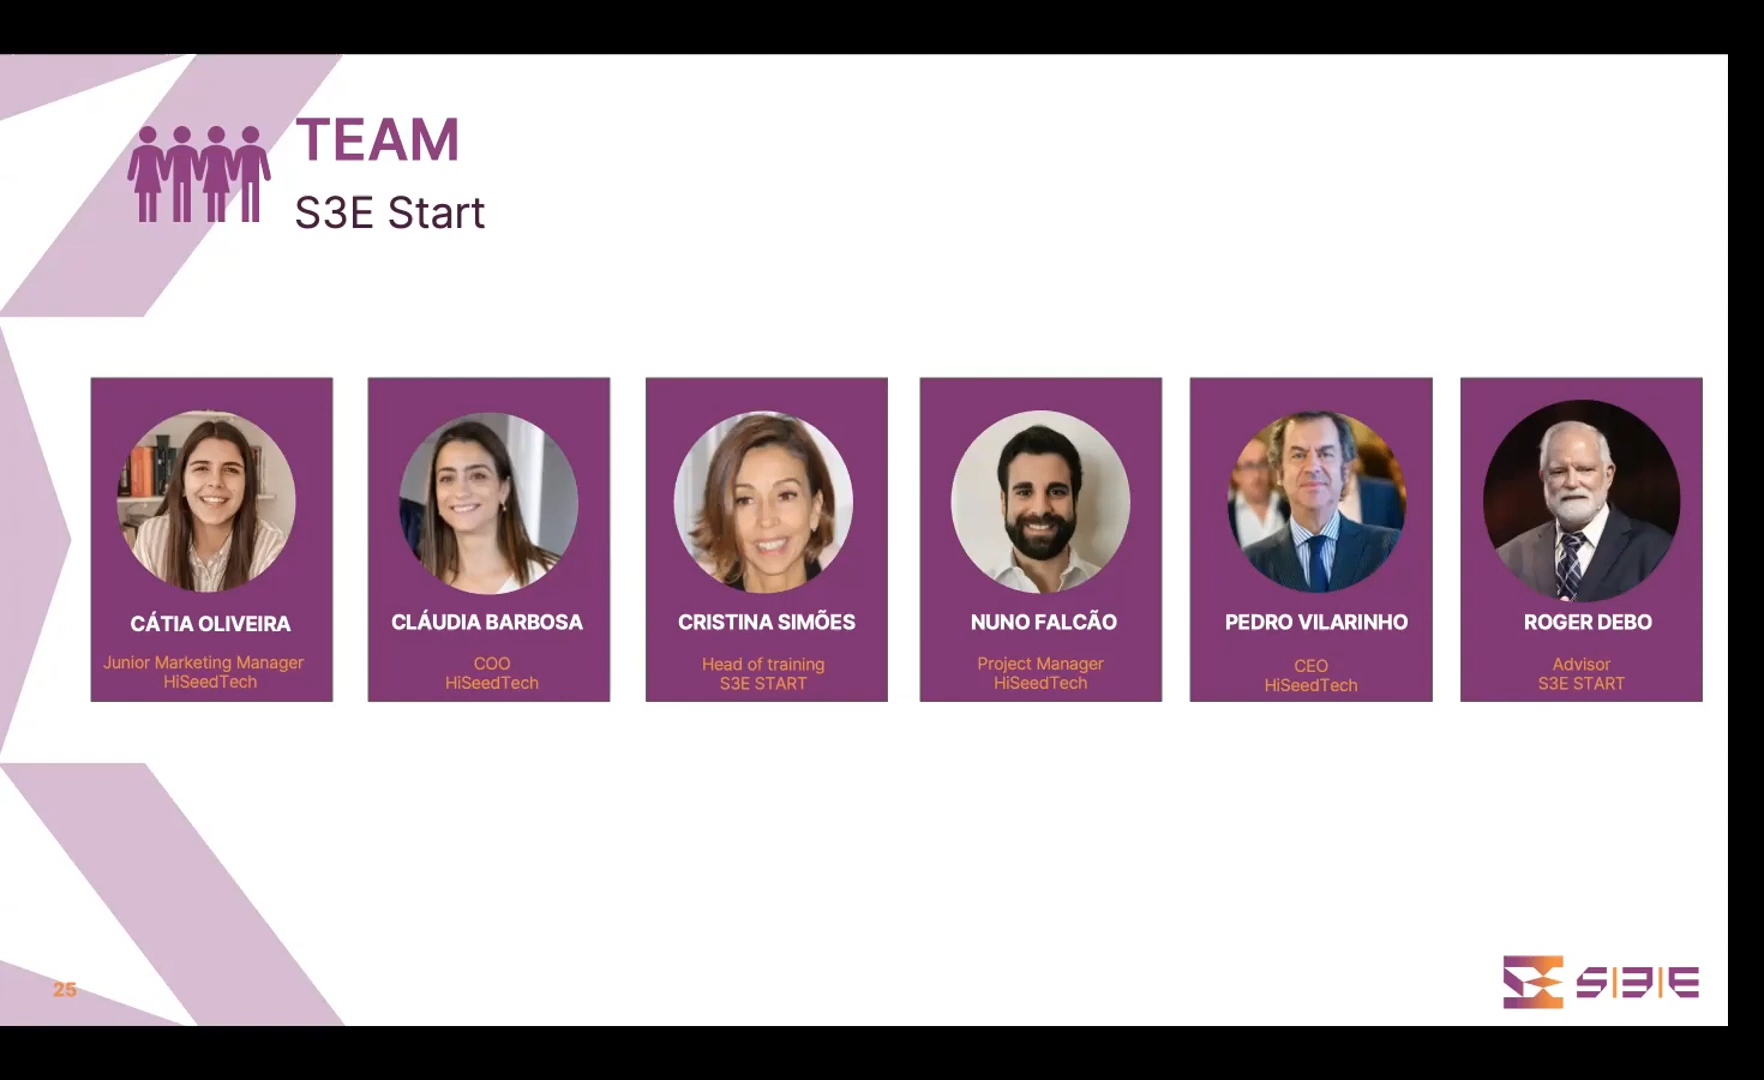 TEAM
S3E Start
CÁTIA OLIVEIRA
Junior Marketing Manager
HiSeedTech
CLÁUDIA BARBOSA
COO
HiSeedTech
CRISTINA SIMÕES
Head of training
S3E START
NUNO FALCÃO
Project Manager
HiSeedTech
PEDRO VILARINHO
CEO
HiSeedTech
ROGER DEBO
Advisor
S3E START
25
S|3|E